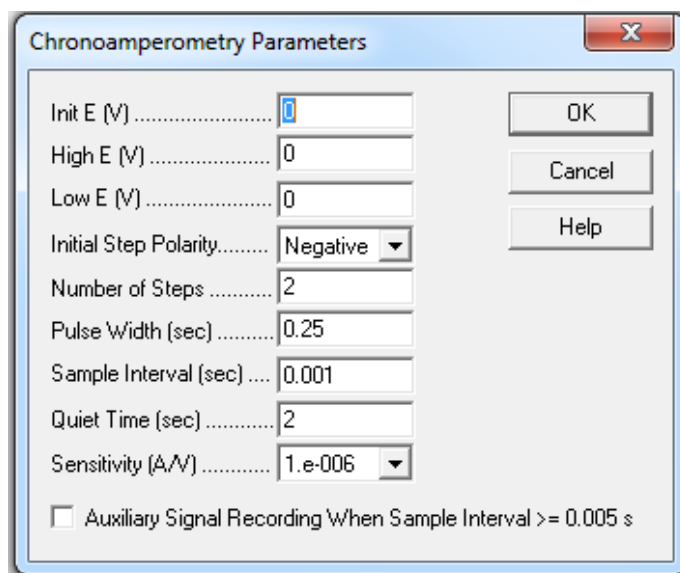 Chronoamperometry Parameters
Init E (V) ....................... 0
High E (V) .................... 0
Low E (V) ..................... 0
Initial Step Polarity......... Negative
Number of Steps ........... 2
Pulse Width (sec) .......... 0.25
Sample Interval (sec) .... 0.001
Quiet Time (sec) ............ 2
Sensitivity (A/V) ............ 1.e-006
Auxiliary Signal Recording When Sample Interval >= 0.005 s
OK
Cancel
Help